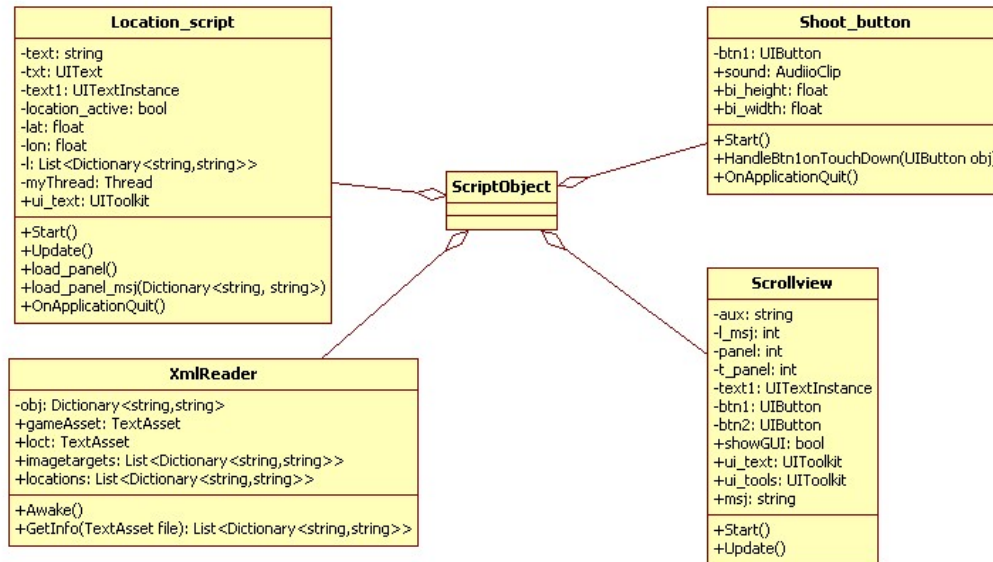 Location_script
-text: string
-txt: UIText
-text1: UITextInstance
-location_active: bool
-lat: float
-lon: float
-l: List<Dictionary<string,string>>
-myThread: Thread
+ui_text: UIToolkit
+Start()
+Update()
+load_panel()
+load_panel_msj(Dictionary<string, string>)
+OnApplicationQuit()
Shoot_button
-btn1: UIButton
+sound: AudiioClip
+bi_height: float
+bi_width: float
+Start()
+HandleBtn1onTouchDown(UIButton obj)
+OnApplicationQuit()
ScriptObject
XmlReader
-obj: Dictionary<string,string>
+gameAsset: TextAsset
+loct: TextAsset
+imagetargets: List<Dictionary<string,string>>
+locations: List<Dictionary<string,string>>
+Awake()
+GetInfo(TextAsset file): List<Dictionary<string,string>>
Scrollview
-aux: string
-l_msj: int
-panel: int
-t_panel: int
-text1: UITextInstance
-btn1: UIButton
-btn2: UIButton
+showGUI: bool
+ui_text: UIToolkit
+ui_tools: UIToolkit
+msj: string
+Start()
+Update()